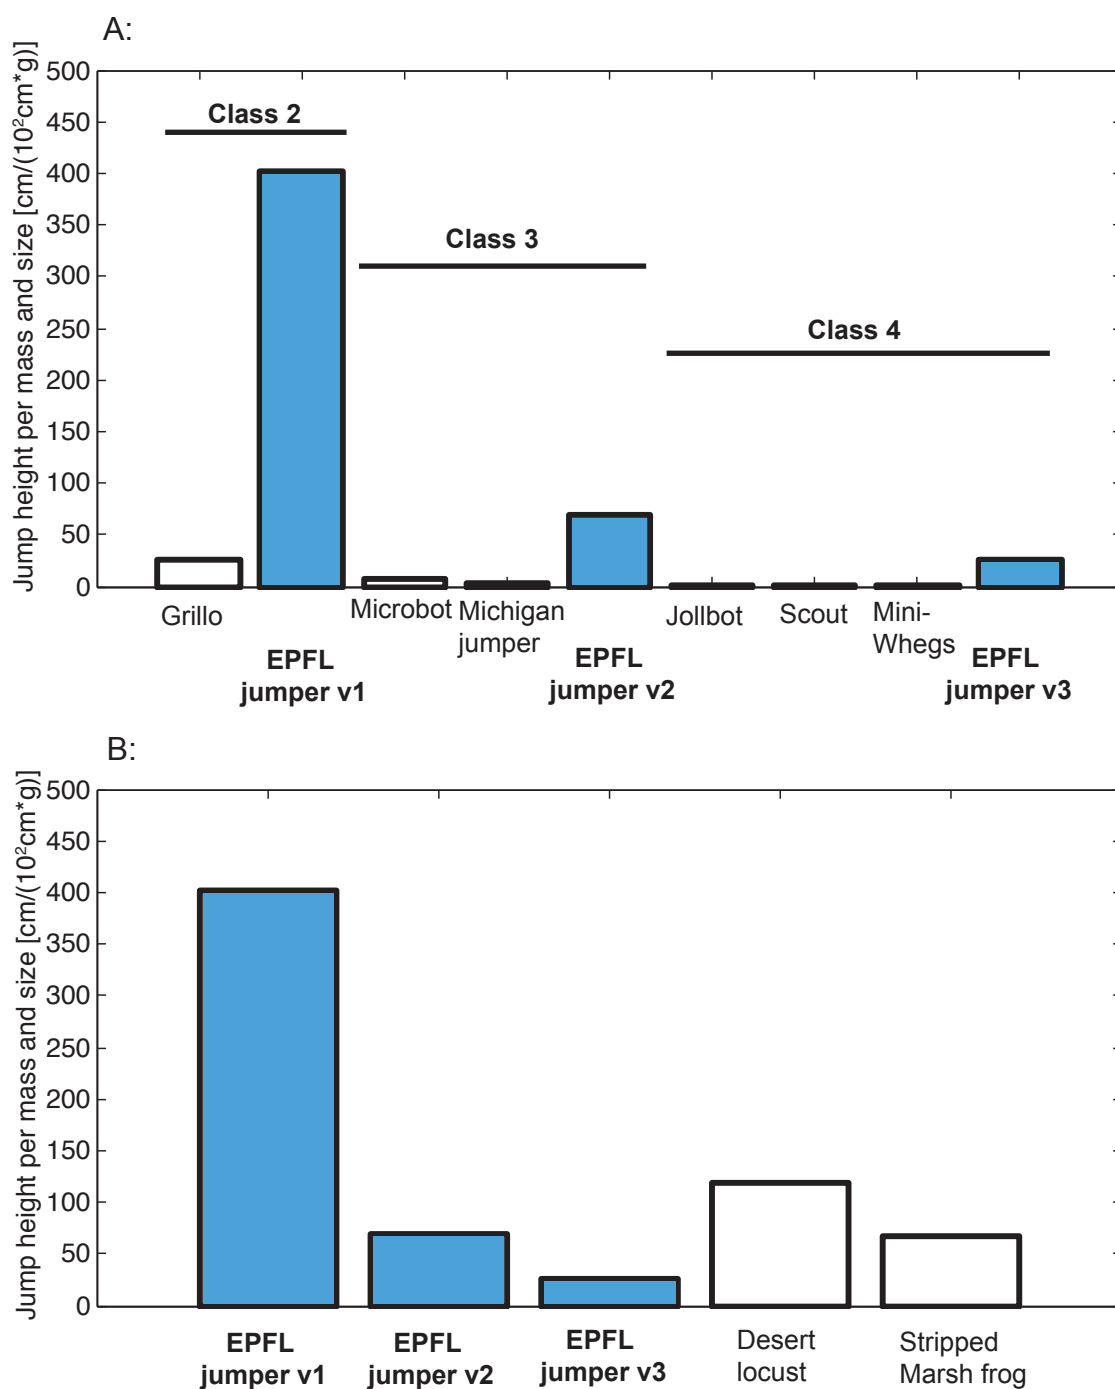 A:
Jump height per mass and size [cm/(10²cm*g)]
500
450
400
350
300
250
200
150
100
50
0
Class 2
Class 3
Class 4
Grillo
EPFL
jumper v1
Microbot
Michigan
jumper
EPFL
jumper v2
Jollbot
Scout
Mini-
Whegs
EPFL
jumper v3
B:
Jump height per mass and size [cm/(10²cm*g)]
500
450
400
350
300
250
200
150
100
50
0
EPFL
jumper v1
EPFL
jumper v2
EPFL
jumper v3
Desert
locust
Stripped
Marsh frog